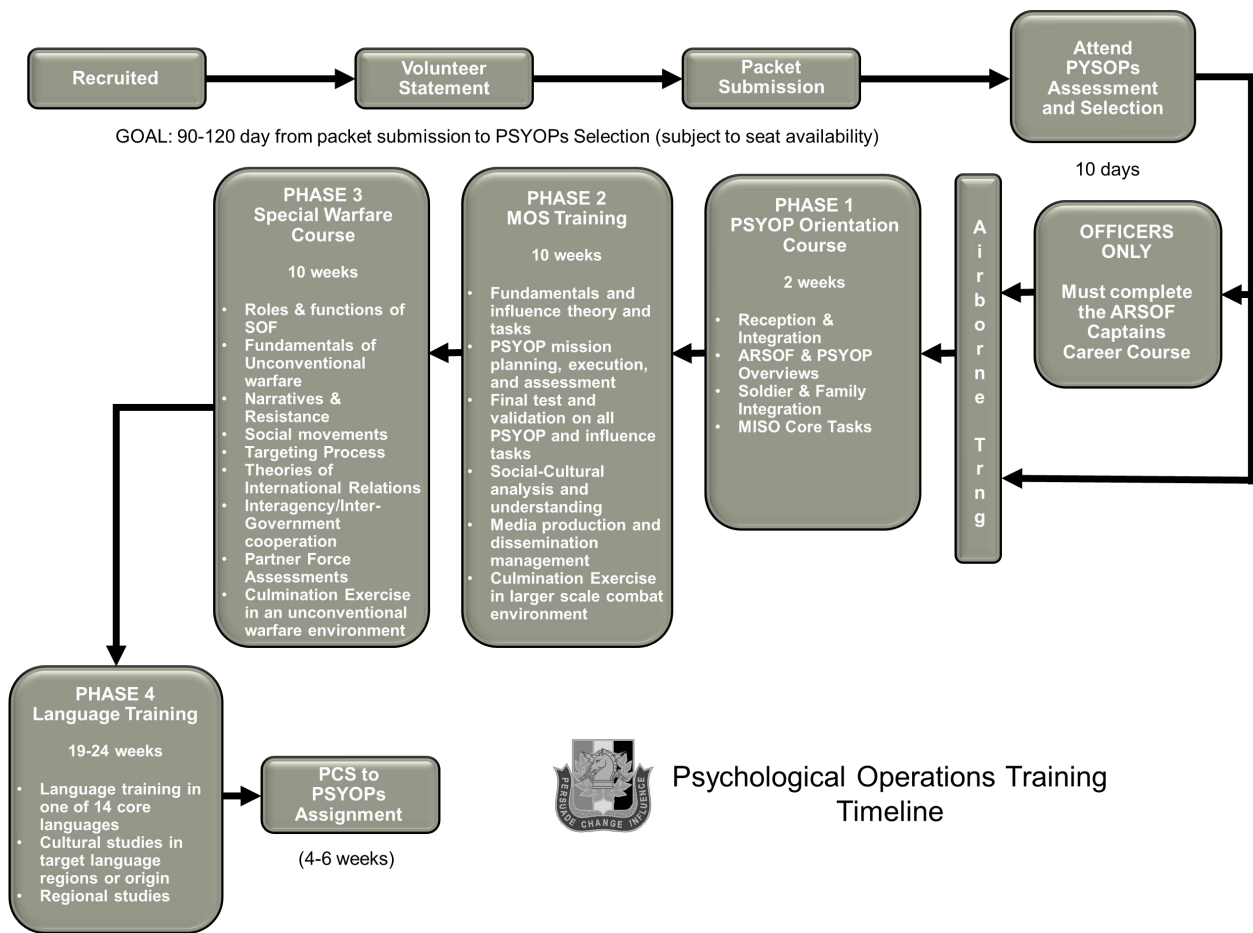 Recruited
Volunteer
Statement
Packet
Submission
Attend
PYSOPs
Assessment
and Selection
GOAL: 90-120 day from packet submission to PSYOPs Selection (subject to seat availability)
10 days
OFFICERS
ONLY
Must complete
the ARSOF
Captains
Career Course
Airborne Trng
PHASE 1
PSYOP Orientation
Course
2 weeks
• Reception &
Integration
• ARSOF & PSYOP
Overviews
• Soldier & Family
Integration
• MISO Core Tasks
PHASE 2
MOS Training
10 weeks
• Fundamentals and
influence theory and
tasks
• PSYOP mission
planning, execution,
and assessment
• Final test and
validation on all
PSYOP and influence
tasks
• Social-Cultural
analysis and
understanding
• Media production and
dissemination
management
• Culmination Exercise
in larger scale combat
environment
PHASE 3
Special Warfare
Course
10 weeks
• Roles & functions of
SOF
• Fundamentals of
Unconventional
warfare
• Narratives &
Resistance
• Social movements
• Targeting Process
• Theories of
International Relations
• Interagency/Inter-
Government
cooperation
• Partner Force
Assessments
• Culmination Exercise
in an unconventional
warfare environment
PHASE 4
Language Training
19-24 weeks
• Language training in
one of 14 core
languages
• Cultural studies in
target language
regions or origin
• Regional studies
PCS to
PSYOPs
Assignment
(4-6 weeks)
PERSUADE CHANGE INFLUENCE
Psychological Operations Training
Timeline